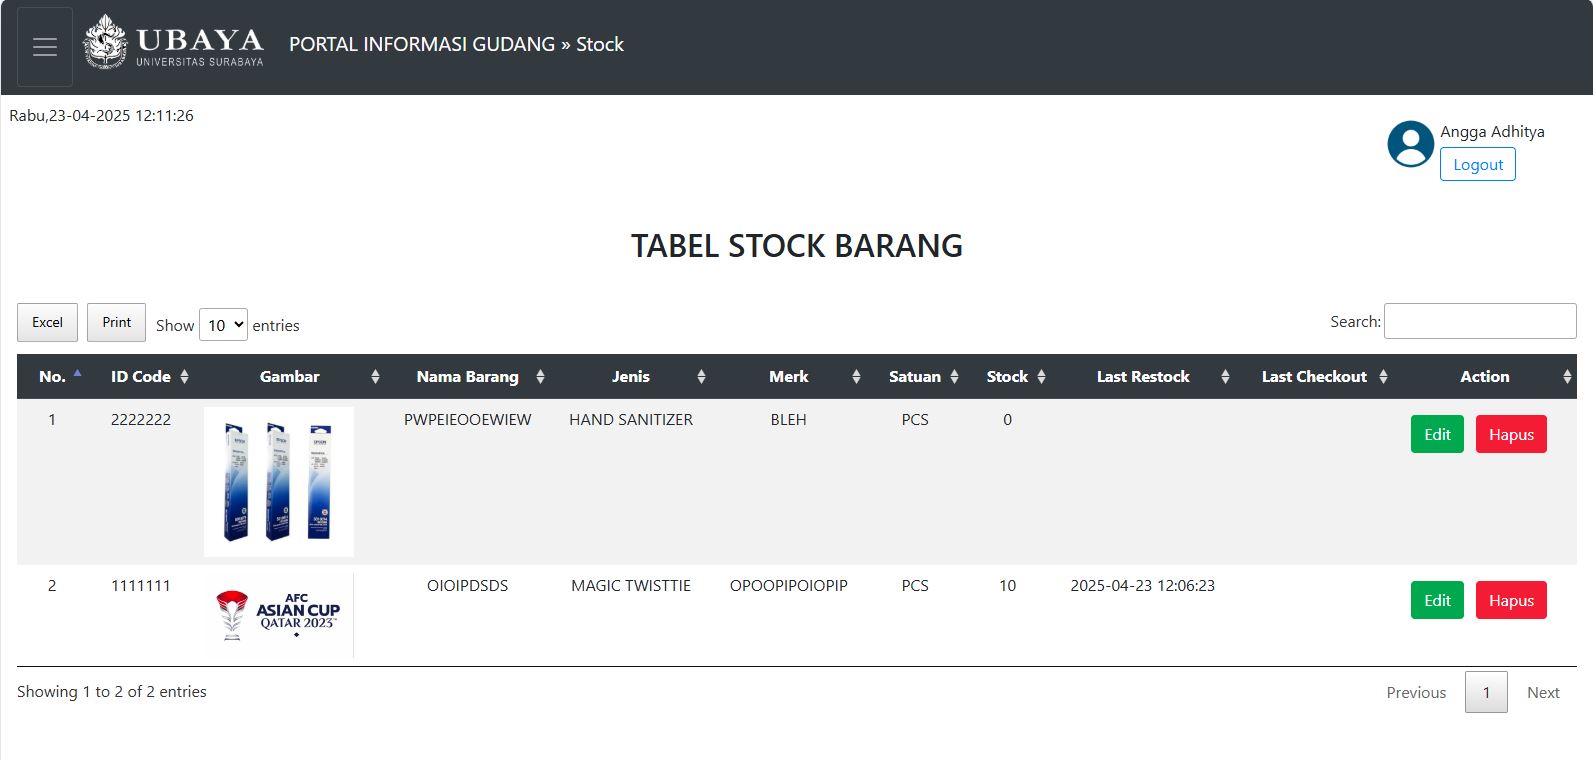 UBAYA
UNIVERSITAS SURABAYA
PORTAL INFORMASI GUDANG » Stock
Rabu,23-04-2025 12:11:26
Angga Adhitya
Logout
TABEL STOCK BARANG
Excel Print Show 10 entries Search:
No. ID Code Gambar Nama Barang Jenis Merk Satuan Stock Last Restock Last Checkout Action
1 2222222 PWPEIEOOEWIEW HAND SANITIZER BLEH PCS 0 Edit Hapus
EPSON EPSON EPSON
2 1111111 OIOIPDSDS MAGIC TWISTTIE OPOOPIPOIOPIP PCS 10 2025-04-23 12:06:23 Edit Hapus
AFC
ASIAN CUP
QATAR 2023
Showing 1 to 2 of 2 entries Previous 1 Next